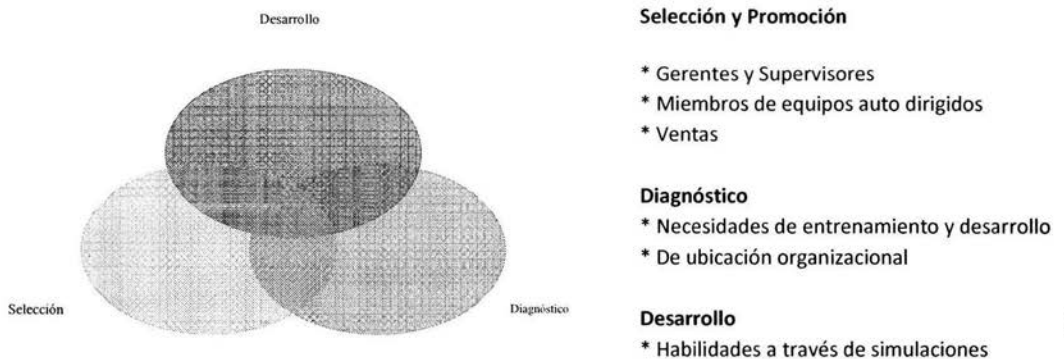 Desarrollo
Selección
Diagnóstico
Selección y Promoción
* Gerentes y Supervisores
* Miembros de equipos auto dirigidos
* Ventas
Diagnóstico
* Necesidades de entrenamiento y desarrollo
* De ubicación organizacional
Desarrollo
* Habilidades a través de simulaciones